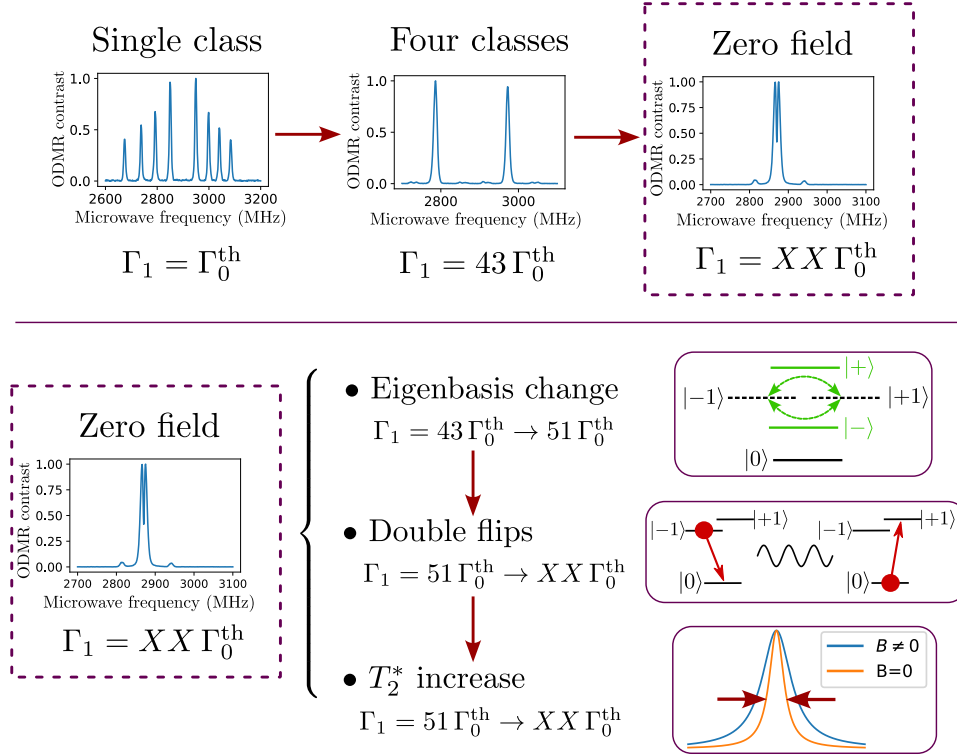 Single class
Four classes
Zero field
ODMR contrast
1.0
0.5
0.0
2600 2800 3000 3200
Microwave frequency (MHz)
ODMR contrast
1.0
0.5
0.0
3000
Microwave frequency (MHz)
ODMR contrast
1.00
0.75
0.50
0.25
0.00
2700 2800 2900 3000 3100
Microwave frequency (MHz)
Γ₁ = Γ₀ᵗʰ
Γ₁ = 43 Γ₀ᵗʰ
Γ₁ = XX Γ₀ᵗʰ
Zero field
ODMR contrast
1.00
0.75
0.50
0.25
0.00
2700 2800 2900 3000 3100
Microwave frequency (MHz)
Γ₁ = XX Γ₀ᵗʰ
• Eigenbasis change
Γ₁ = 43 Γ₀ᵗʰ → 51 Γ₀ᵗʰ
• Double flips
Γ₁ = 51 Γ₀ᵗʰ → XX Γ₀ᵗʰ
• T₂* increase
Γ₁ = 51 Γ₀ᵗʰ → XX Γ₀ᵗʰ
|+⟩
|−1⟩ |+1⟩
|−⟩
|0⟩
|−1⟩ |+1⟩ |−1⟩ |+1⟩
|0⟩ |0⟩
B ≠ 0
B=0